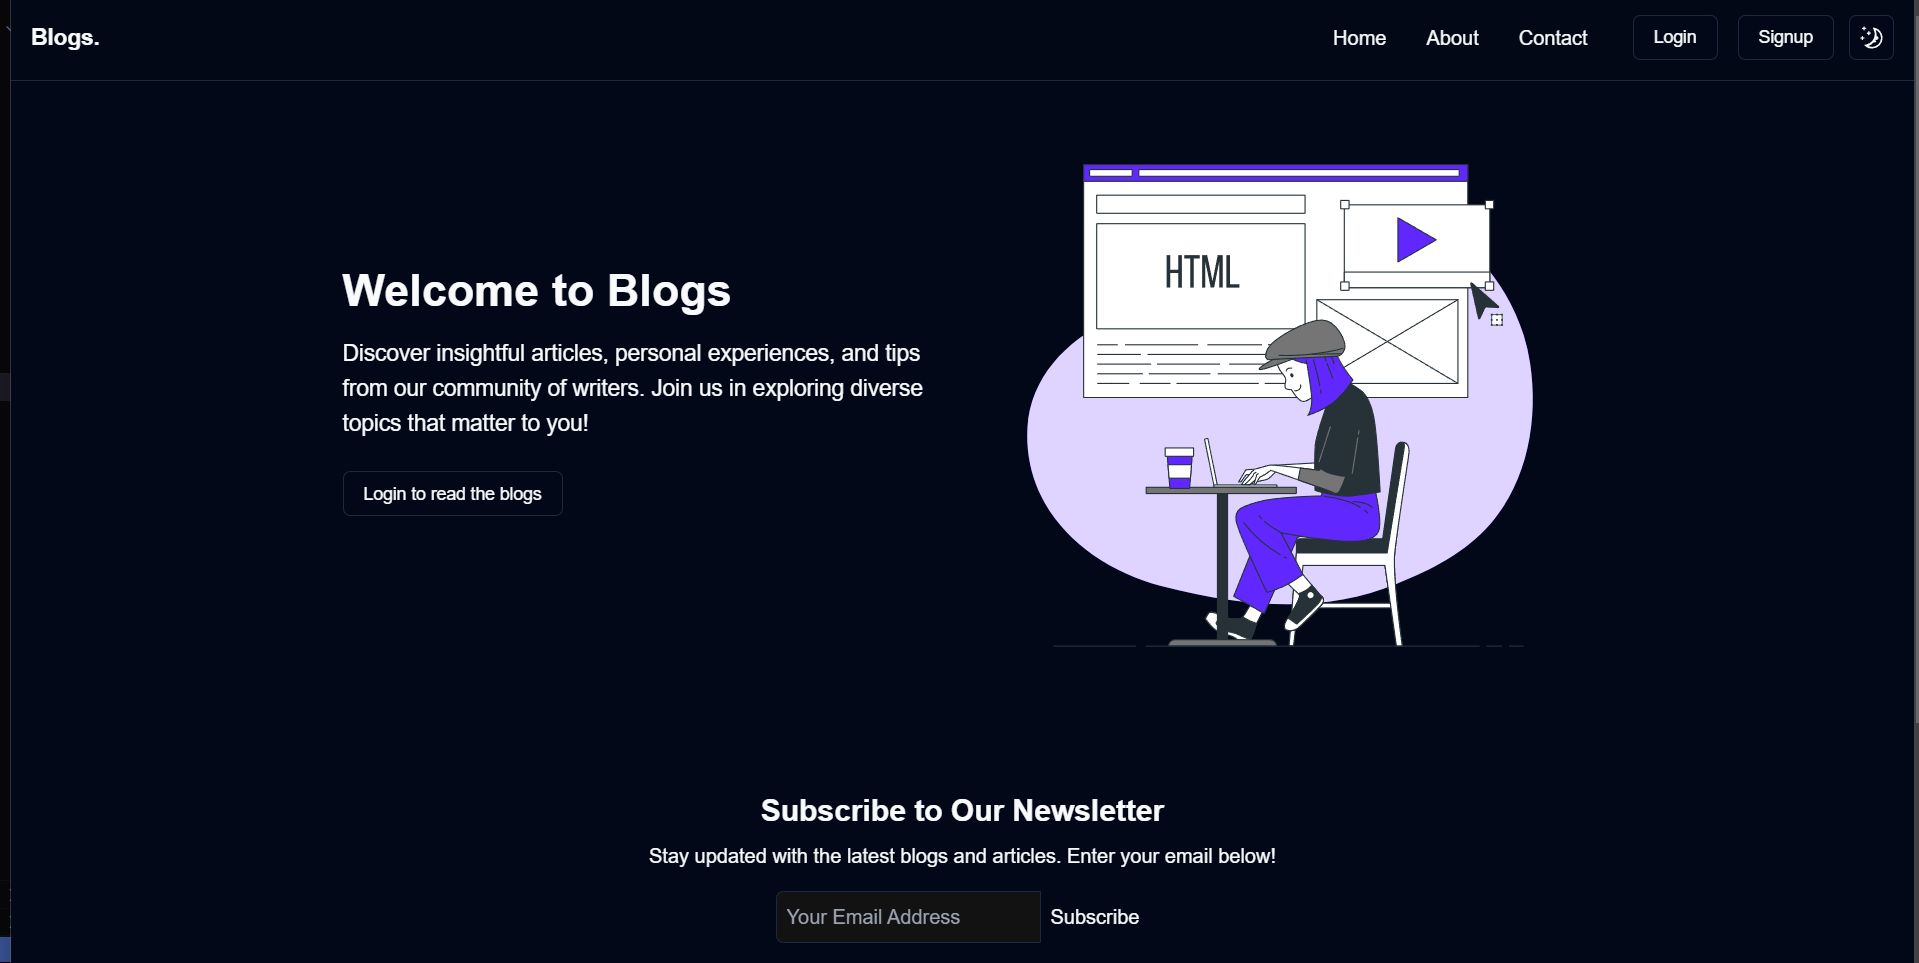 Blogs.
Home
About
Contact
Login
Signup
HTML
Welcome to Blogs
Discover insightful articles, personal experiences, and tips
from our community of writers. Join us in exploring diverse
topics that matter to you!
Login to read the blogs
Subscribe to Our Newsletter
Stay updated with the latest blogs and articles. Enter your email below!
Your Email Address
Subscribe